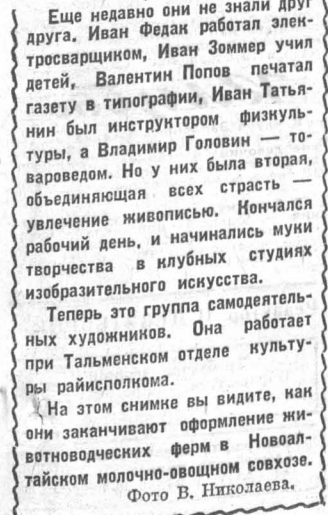 Еще недавно они не знали друг
друга. Иван Федак работал элек-
тросварщиком, Иван Зоммер учил
детей, Валентин Попов печатал
газету в типографии, Иван Татья-
нин был инструктором физкуль-
туры, а Владимир Головин — то-
вароведом. Но у них была вторая,
объединяющая всех страсть —
увлечение живописью. Кончался
рабочий день, и начинались муки
творчества в клубных студиях
изобразительного искусства.
Теперь это группа самодеятель-
ных художников. Она работает
при Тальменском отделе культу-
ры райисполкома.
На этом снимке вы видите, как
они заканчивают оформление жи-
вотноводческих ферм в Новоал-
тайском молочно-овощном совхозе.
Фото В. Николаева.